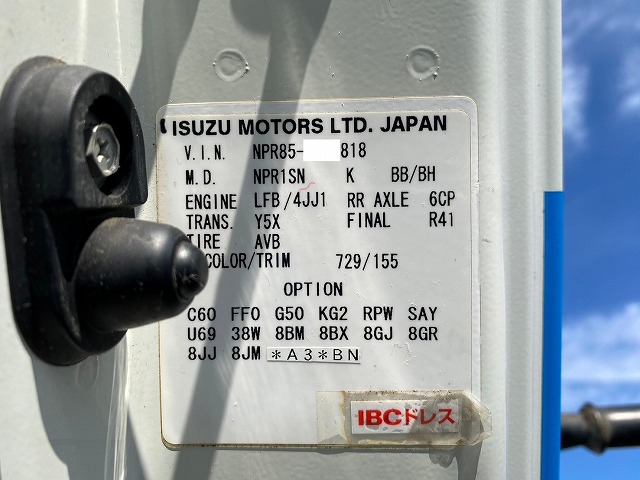 ISUZU MOTORS LTD. JAPAN
V.I.N. NPR85- 818
M.D. NPR1SN K BB/BH
ENGINE LFB/4JJ1 RR AXLE 6CP
TRANS. Y5X FINAL R41
TIRE AVB
COLOR/TRIM 729/155
OPTION
C60 FF0 G50 KG2 RPW SAY
U69 38W 8BM 8BX 8GJ 8GR
8JJ 8JM *A3*BN
IBCドレス